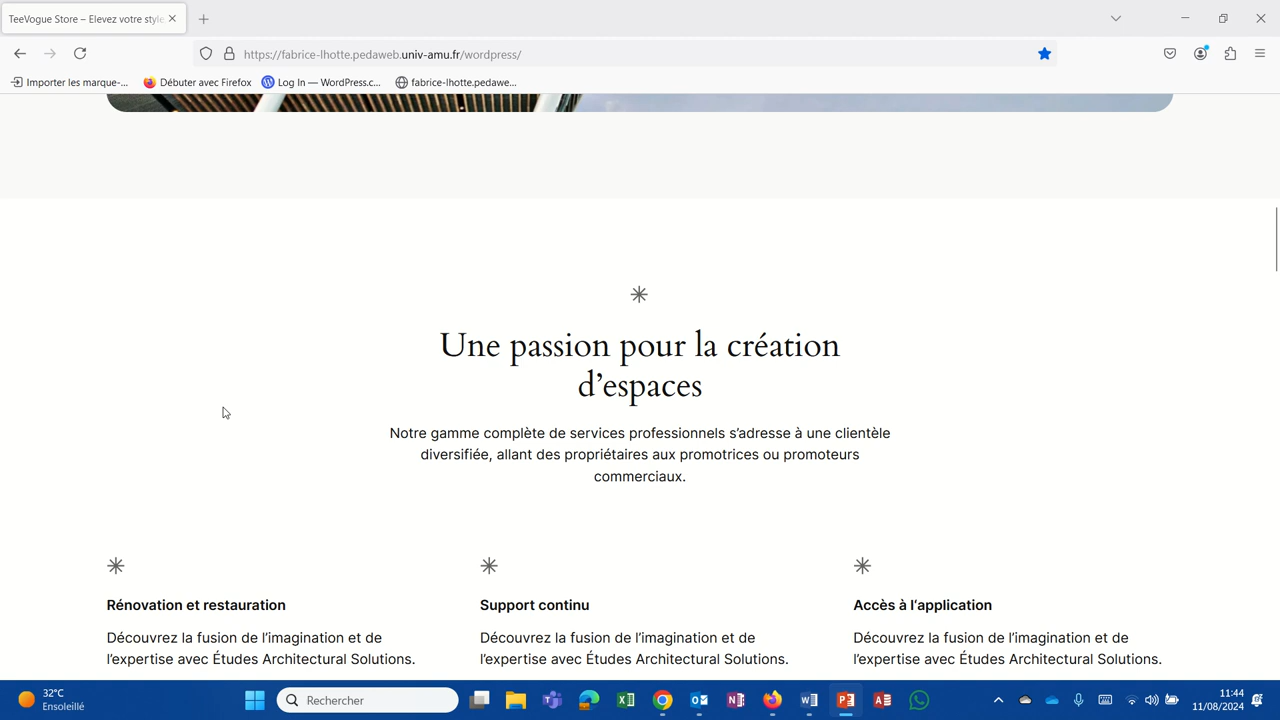 TeeVogue Store – Elevez votre style
https://fabrice-lhotte.pedaweb.univ-amu.fr/wordpress/
Importer les marque-... Débuter avec Firefox Log In — WordPress.c... fabrice-lhotte.pedawe...
Une passion pour la création
d’espaces
Notre gamme complète de services professionnels s’adresse à une clientèle
diversifiée, allant des propriétaires aux promotrices ou promoteurs
commerciaux.
Rénovation et restauration
Découvrez la fusion de l’imagination et de
l’expertise avec Études Architectural Solutions.
Support continu
Découvrez la fusion de l’imagination et de
l’expertise avec Études Architectural Solutions.
Accès à l‘application
Découvrez la fusion de l’imagination et de
l’expertise avec Études Architectural Solutions.
32°C
Ensoleillé
Rechercher
11:44
11/08/2024